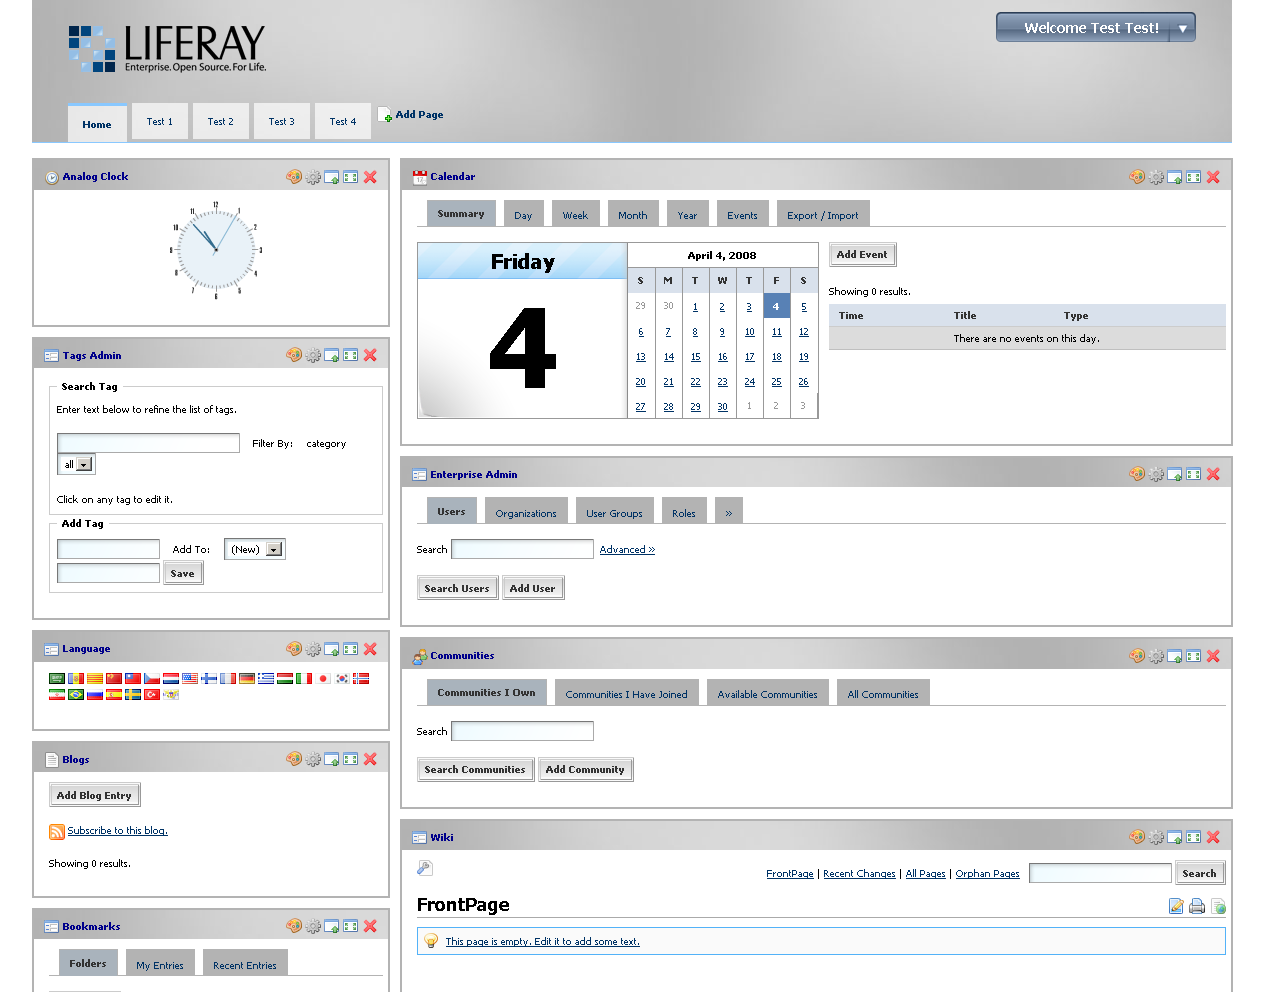 LIFERAY
Enterprise. Open Source. For Life.
Welcome Test Test!
Home Test 1 Test 2 Test 3 Test 4 Add Page
Analog Clock
12 1 2 3 4 5 6 7 8 9 10 11
Tags Admin
Search Tag
Enter text below to refine the list of tags.
Filter By: category
all
Click on any tag to edit it.
Add Tag
Add To: (New)
Save
Language
Blogs
Add Blog Entry
Subscribe to this blog.
Showing 0 results.
Bookmarks
Folders My Entries Recent Entries
Calendar
Summary Day Week Month Year Events Export / Import
Friday
4
April 4, 2008
S M T W T F S
29 30 1 2 3 4 5
6 7 8 9 10 11 12
13 14 15 16 17 18 19
20 21 22 23 24 25 26
27 28 29 30 1 2 3
Add Event
Showing 0 results.
Time Title Type
There are no events on this day.
Enterprise Admin
Users Organizations User Groups Roles »
Search Advanced »
Search Users Add User
Communities
Communities I Own Communities I Have Joined Available Communities All Communities
Search
Search Communities Add Community
Wiki
FrontPage | Recent Changes | All Pages | Orphan Pages Search
FrontPage
This page is empty. Edit it to add some text.